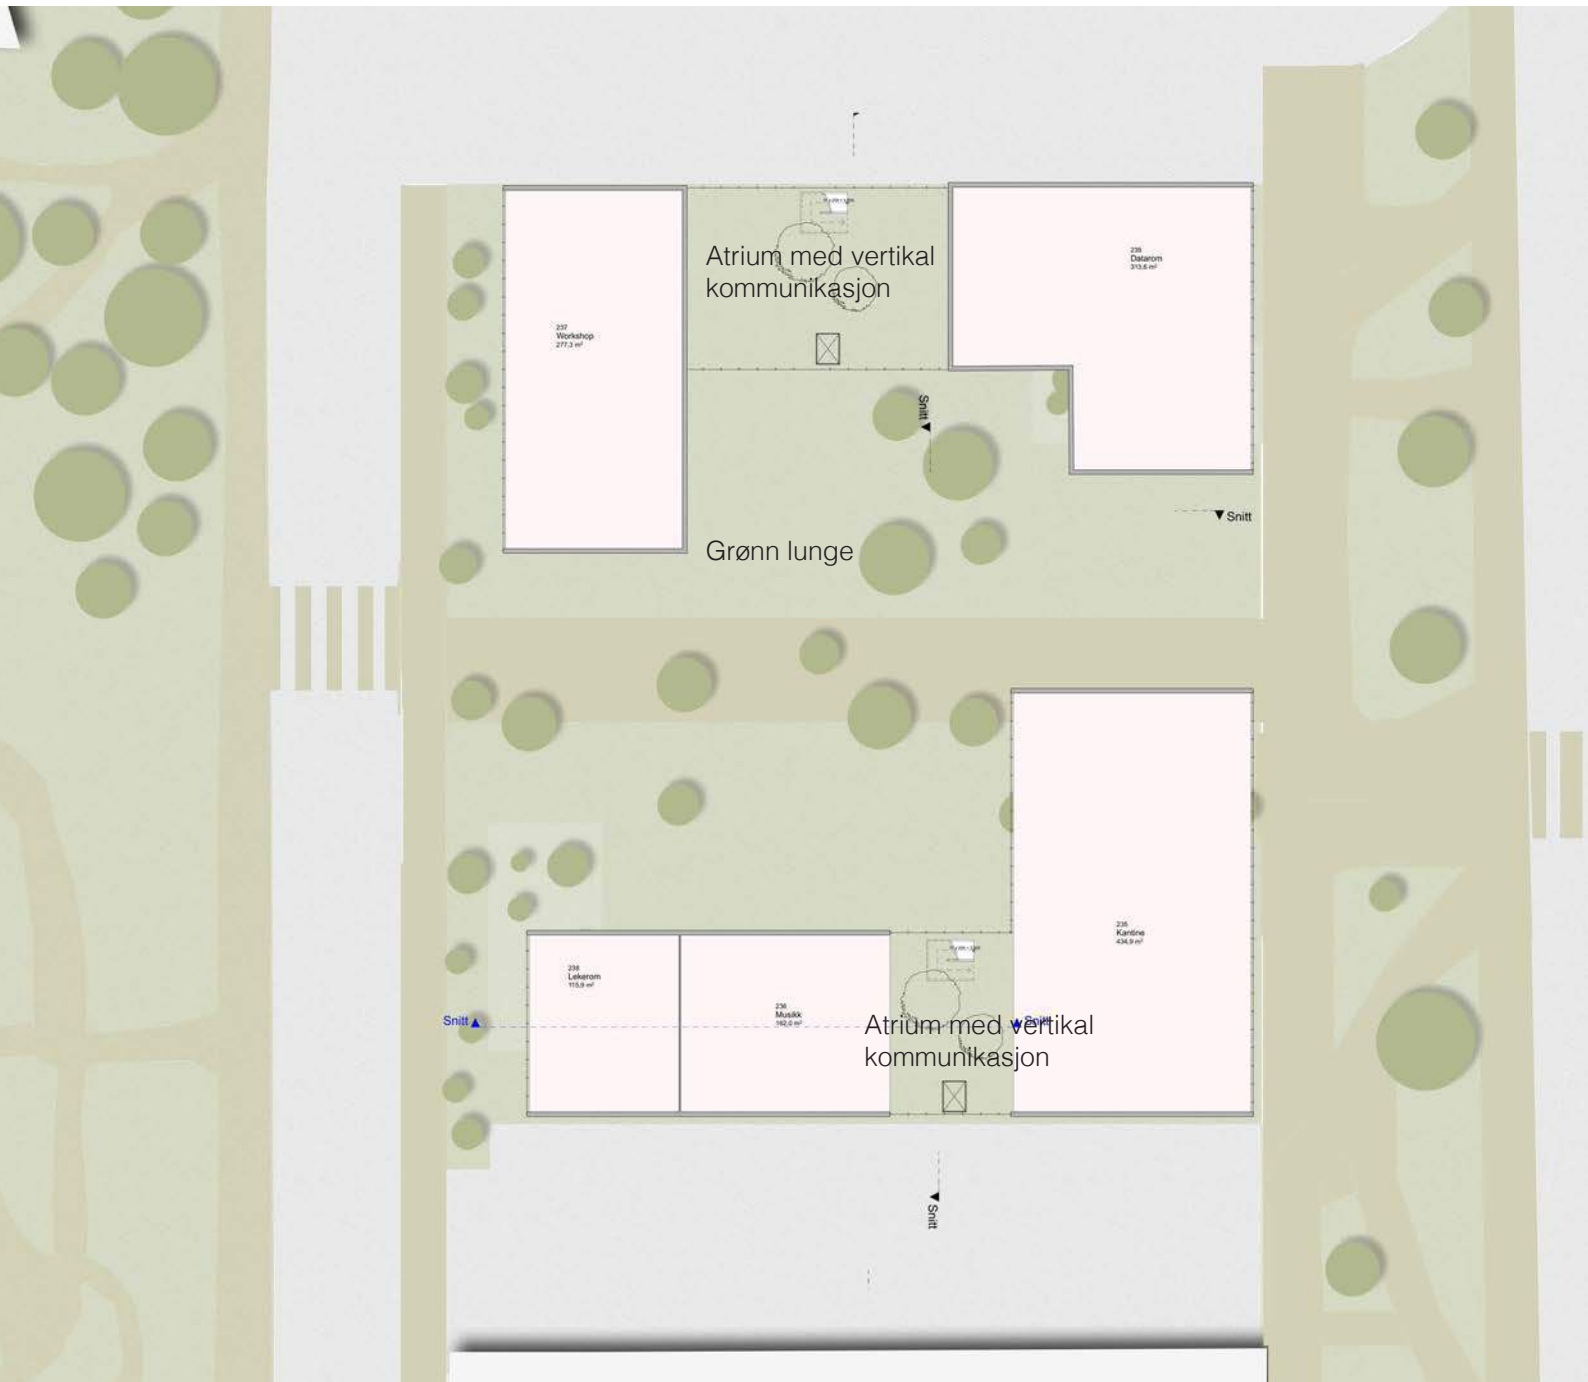 Atrium med vertikal
kommunikasjon
239
Datarom
313,6 m²
237
Workshop
277,3 m²
Snitt
Snitt
Grønn lunge
235
Kantine
434,9 m²
238
Lekerom
115,9 m²
236
Musikk
162,0 m²
Snitt
Snitt
Atrium med vertikal
kommunikasjon
Snitt